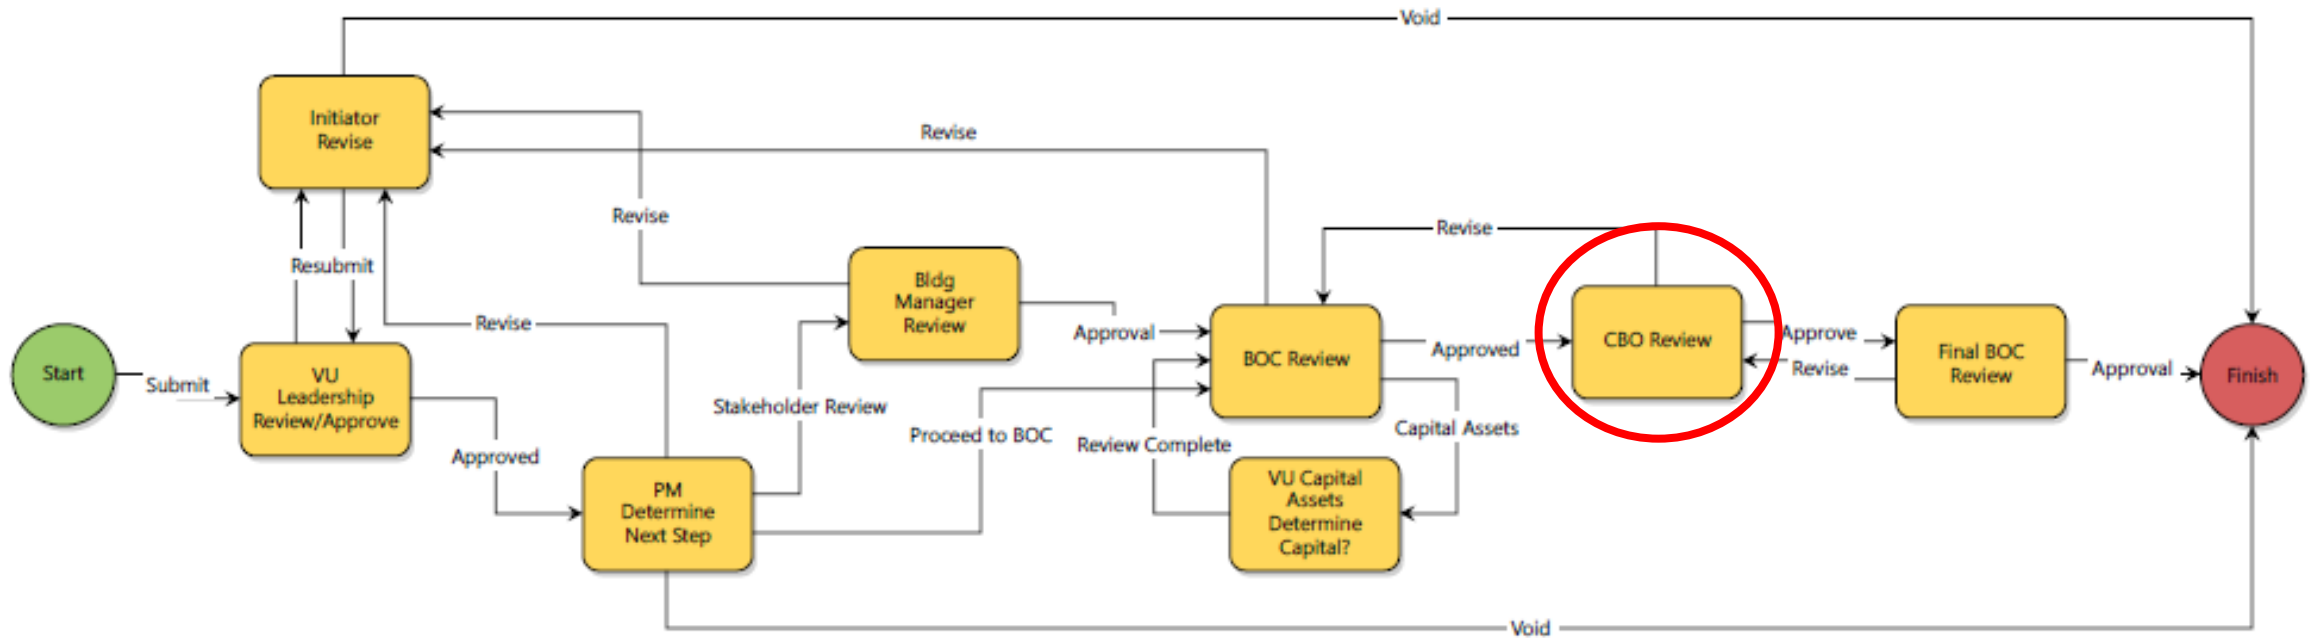 Void
Initiator
Revise
Revise
Revise
Revise
Resubmit
Bldg
Manager
Review
Revise
Start
Submit
VU
Leadership
Review/Approve
Approval
BOC Review
Approved
CBO Review
Approve
Revise
Final BOC
Review
Approval
Finish
Stakeholder Review
Proceed to BOC
Review Complete
Capital Assets
Approved
PM
Determine
Next Step
VU Capital
Assets
Determine
Capital?
Void